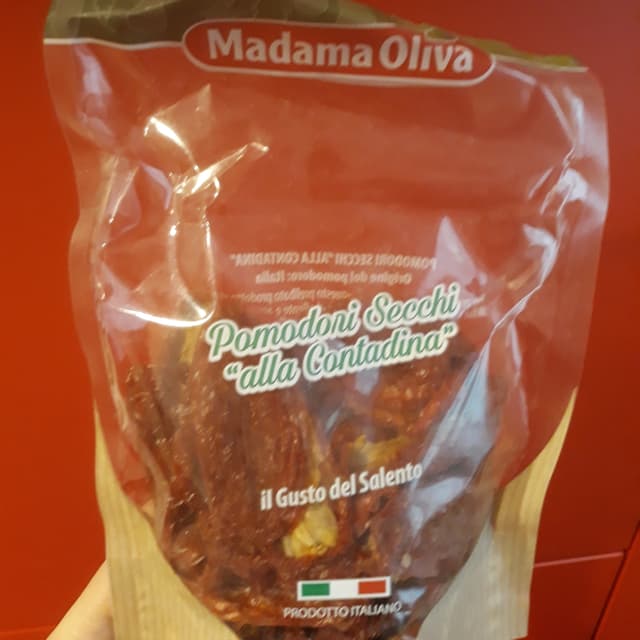 Madama Oliva
POMODORI SECCHI "ALLA CONTADINA"
Origine del pomodoro: Italia
Pomodori Secchi
"alla Contadina"
il Gusto del Salento
PRODOTTO ITALIANO